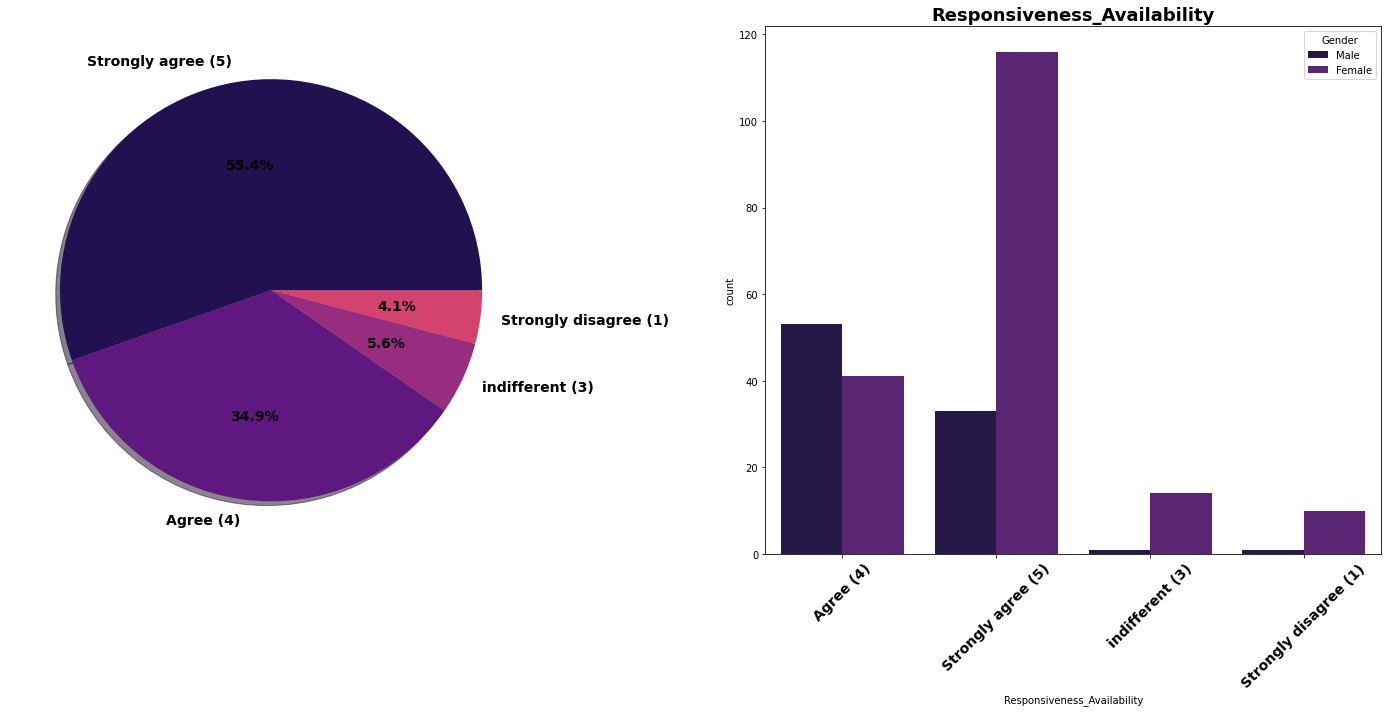 Strongly agree (5)
55.4%
4.1%
Strongly disagree (1)
5.6%
indifferent (3)
34.9%
Agree (4)
Responsiveness_Availability
Gender
Male
Female
120
100
80
60
40
20
0
count
Agree (4)
Strongly agree (5)
indifferent (3)
Strongly disagree (1)
Responsiveness_Availability